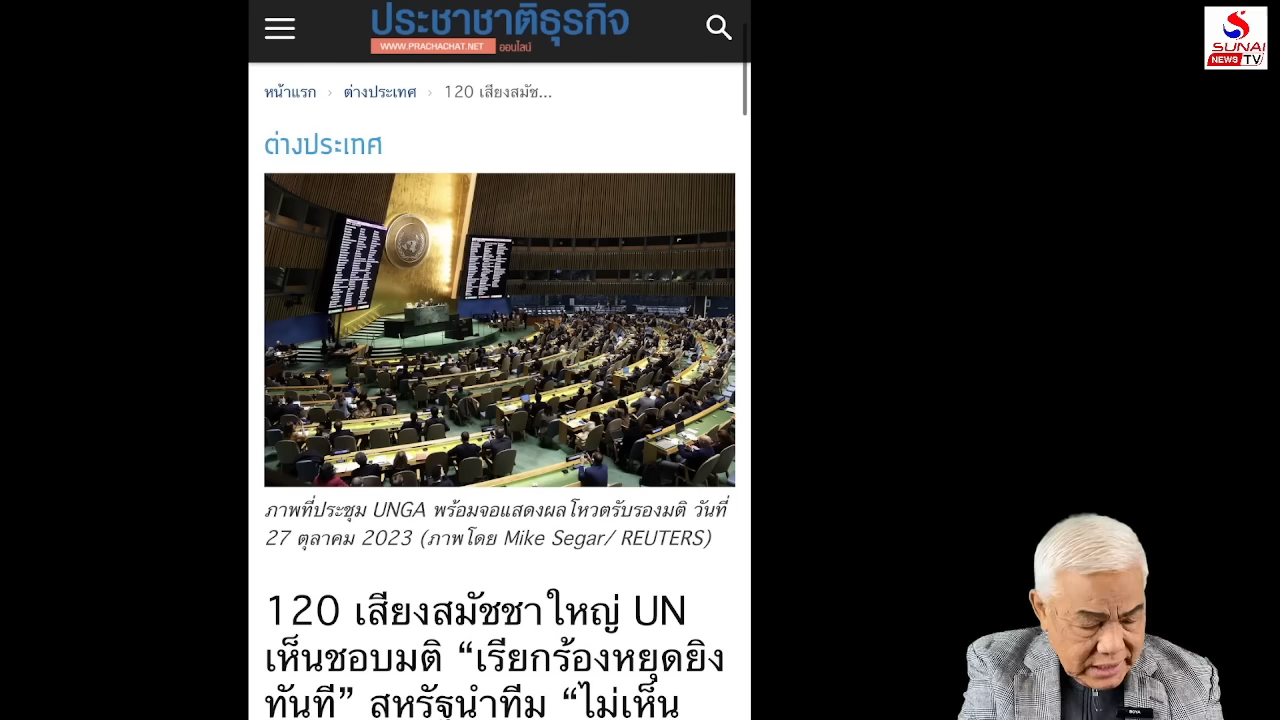 ประชาชาติธุรกิจ
WWW.PRACHACHAT.NET ออนไลน์
SUNAI
NEWS TV
หน้าแรก › ต่างประเทศ › 120 เสียงสมัช...
ต่างประเทศ
ภาพที่ประชุม UNGA พร้อมจอแสดงผลโหวตรับรองมติ วันที่
27 ตุลาคม 2023 (ภาพโดย Mike Segar/ REUTERS)
120 เสียงสมัชชาใหญ่ UN
เห็นชอบมติ “เรียกร้องหยุดยิง
ทันที” สหรัฐนำทีม “ไม่เห็น
BOYA